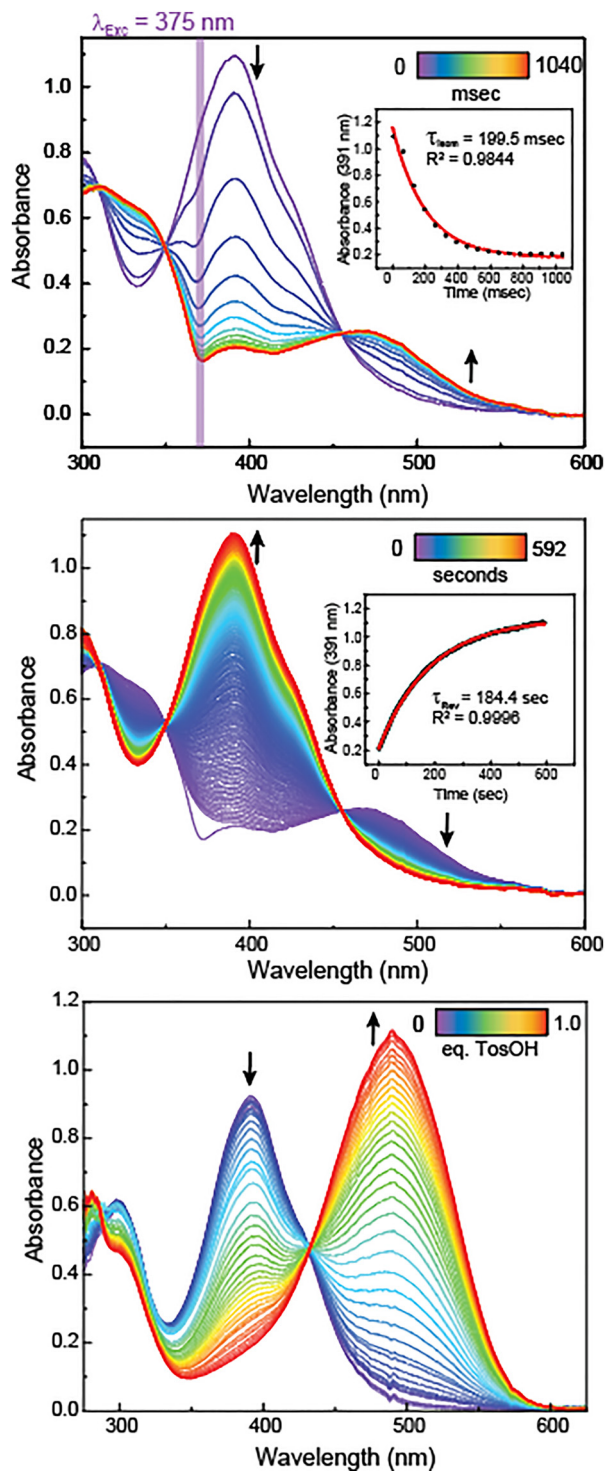 λExc = 375 nm
0 1040
msec
1.0
0.8
0.6
0.4
0.2
0.0
Absorbance
Absorbance (391 nm)
1.2
1.0
0.8
0.6
0.4
0.2
τIsom = 199.5 msec
R² = 0.9844
0 200 400 600 800 1000
Time (msec)
300 400 500 600
Wavelength (nm)
0 592
seconds
1.0
0.8
0.6
0.4
0.2
0.0
Absorbance
Absorbance (391 nm)
1.2
1.0
0.8
0.6
0.4
0.2
τRev = 184.4 sec
R² = 0.9996
0 200 400 600
Time (sec)
300 400 500 600
Wavelength (nm)
1.2
1.0
0.8
0.6
0.4
0.2
0.0
Absorbance
0 1.0
eq. TosOH
300 400 500 600
Wavelength (nm)